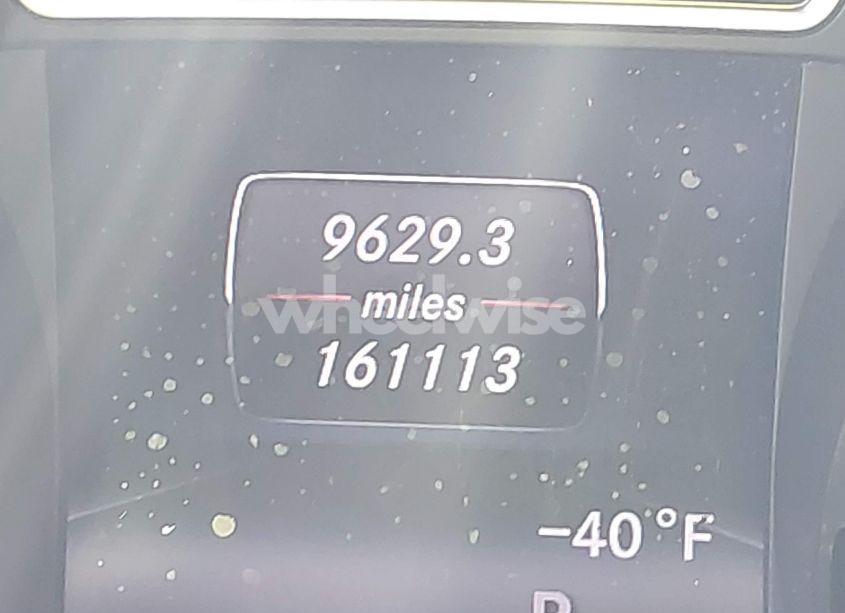 9629.3
miles
wheelwise
161113
-40°F